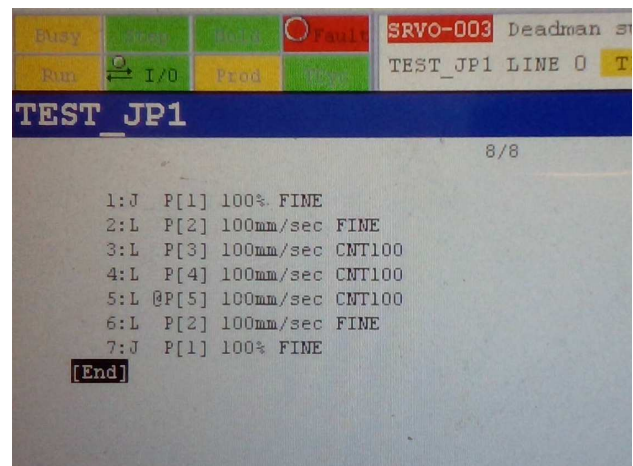 Busy Step Hold Fault SRVO-003 Deadman
Run I/O Prod TEST_JP1 LINE 0 T
TEST_JP1
8/8
1:J P[1] 100% FINE
2:L P[2] 100mm/sec FINE
3:L P[3] 100mm/sec CNT100
4:L P[4] 100mm/sec CNT100
5:L @P[5] 100mm/sec CNT100
6:L P[2] 100mm/sec FINE
7:J P[1] 100% FINE
[End]